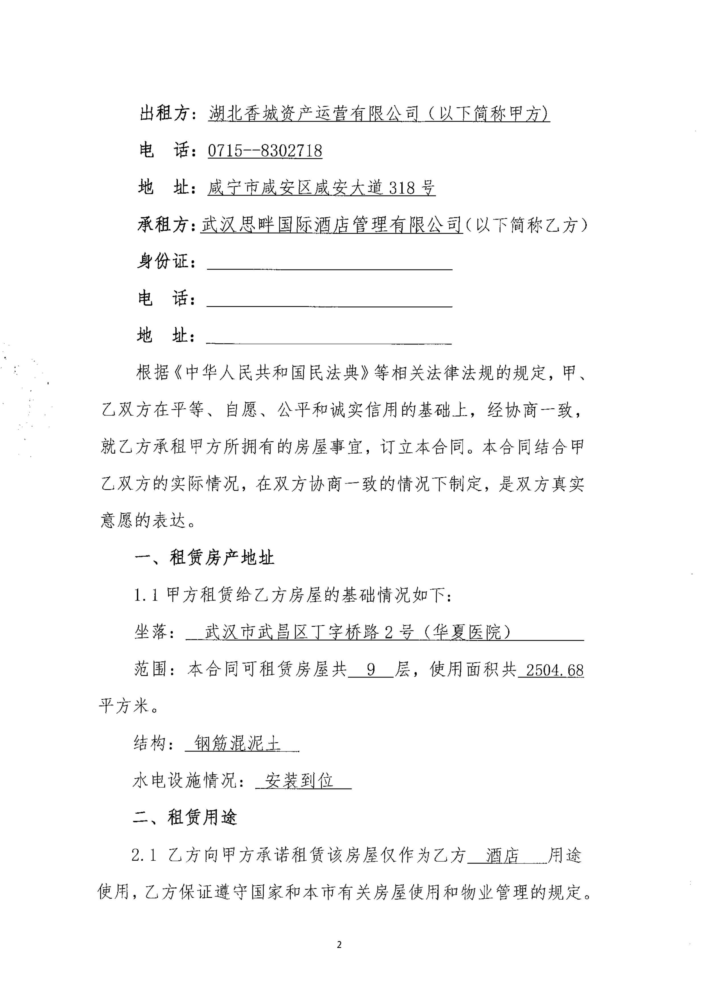 出租方：湖北香城资产运营有限公司（以下简称甲方）
电 话：0715--8302718
地 址：咸宁市咸安区咸安大道 318 号
承租方：武汉思畔国际酒店管理有限公司（以下简称乙方）
身份证：
电 话：
地 址：
根据《中华人民共和国民法典》等相关法律法规的规定，甲、
乙双方在平等、自愿、公平和诚实信用的基础上，经协商一致，
就乙方承租甲方所拥有的房屋事宜，订立本合同。本合同结合甲
乙双方的实际情况，在双方协商一致的情况下制定，是双方真实
意愿的表达。
一、租赁房产地址
1.1 甲方租赁给乙方房屋的基础情况如下：
坐落： 武汉市武昌区丁字桥路 2 号（华夏医院）
范围：本合同可租赁房屋共 9 层，使用面积共 2504.68
平方米。
结构： 钢筋混泥土
水电设施情况： 安装到位
二、租赁用途
2.1 乙方向甲方承诺租赁该房屋仅作为乙方 酒店 用途
使用，乙方保证遵守国家和本市有关房屋使用和物业管理的规定。
2